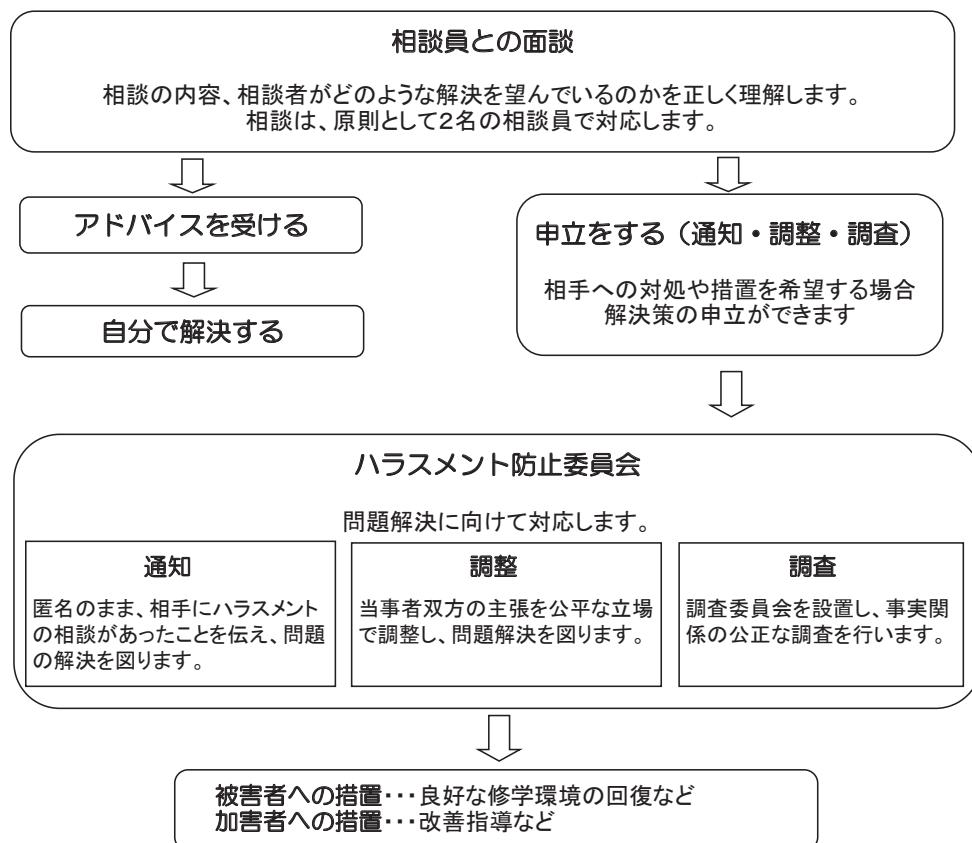 相談員との面談
相談の内容、相談者がどのような解決を望んでいるのかを正しく理解します。
相談は、原則として2名の相談員で対応します。
アドバイスを受ける
自分で解決する
申立をする（通知・調整・調査）
相手への対処や措置を希望する場合
解決策の申立ができます
ハラスメント防止委員会
問題解決に向けて対応します。
通知
匿名のまま、相手にハラスメント
の相談があったことを伝え、問題
の解決を図ります。
調整
当事者双方の主張を公平な立場
で調整し、問題解決を図ります。
調査
調査委員会を設置し、事実関
係の公正な調査を行います。
被害者への措置･･･良好な修学環境の回復など
加害者への措置･･･改善指導など